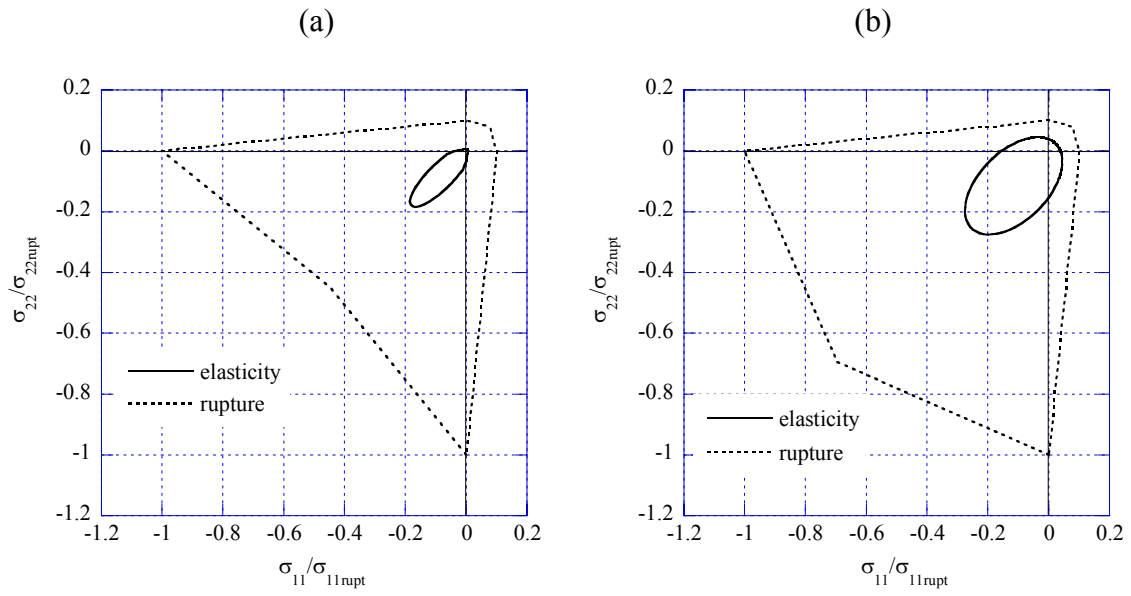 (a)
0.2
0
-0.2
-0.4
-0.6
-0.8
-1
-1.2
σ22/σ22rupt
elasticity
rupture
-1.2 -1 -0.8 -0.6 -0.4 -0.2 0 0.2
σ11/σ11rupt
(b)
0.2
0
-0.2
-0.4
-0.6
-0.8
-1
-1.2
σ22/σ22rupt
elasticity
rupture
-1.2 -1 -0.8 -0.6 -0.4 -0.2 0 0.2
σ11/σ11rupt